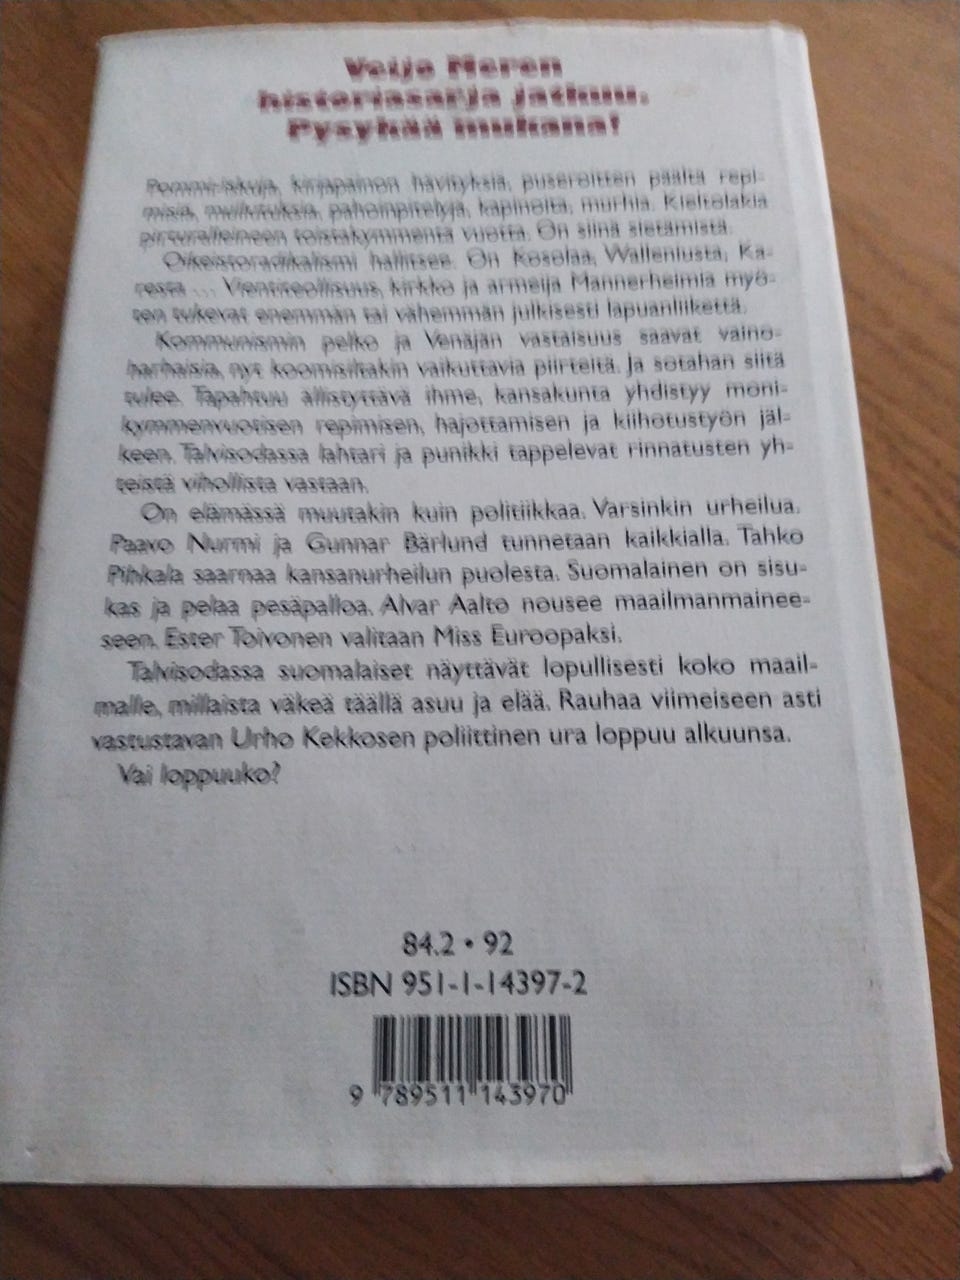 Veijo Meren
historiasarja jatkuu.
Pysykää mukana!
Pommi-iskuja, kirjapainon hävityksiä, puseroitten päältä repi-
misiä, muilutuksia, pahoinpitelyjä, kapinoita, murhia. Kieltolakia
pirturalleineen toistakymmentä vuotta. On siinä sietämistä.
Oikeistoradikalismi hallitsee. On Kosolaa, Walleniusta, Ka-
resta ... Vientiteollisuus, kirkko ja armeija Mannerheimia myö-
ten tukevat enemmän tai vähemmän julkisesti lapuanliikettä.
Kommunismin pelko ja Venäjän vastaisuus saavat vaino-
harhaisia, nyt koomisiltakin vaikuttavia piirteitä. Ja sotahan siitä
tulee. Tapahtuu ällistyttävä ihme, kansakunta yhdistyy moni-
kymmenvuotisen repimisen, hajottamisen ja kiihotustyön jäl-
keen. Talvisodassa lahtari ja punikki tappelevat rinnatusten yh-
teistä vihollista vastaan.
On elämässä muutakin kuin politiikkaa. Varsinkin urheilua.
Paavo Nurmi ja Gunnar Bärlund tunnetaan kaikkialla. Tahko
Pihkala saarnaa kansanurheilun puolesta. Suomalainen on sisu-
kas ja pelaa pesäpalloa. Alvar Aalto nousee maailmanmainee-
seen. Ester Toivonen valitaan Miss Euroopaksi.
Talvisodassa suomalaiset näyttävät lopullisesti koko maail-
malle, millaista väkeä täällä asuu ja elää. Rauhaa viimeiseen asti
vastustavan Urho Kekkosen poliittinen ura loppuu alkuunsa.
Vai loppuuko?
84.2 • 92
ISBN 951-1-14397-2
9 789511 143970